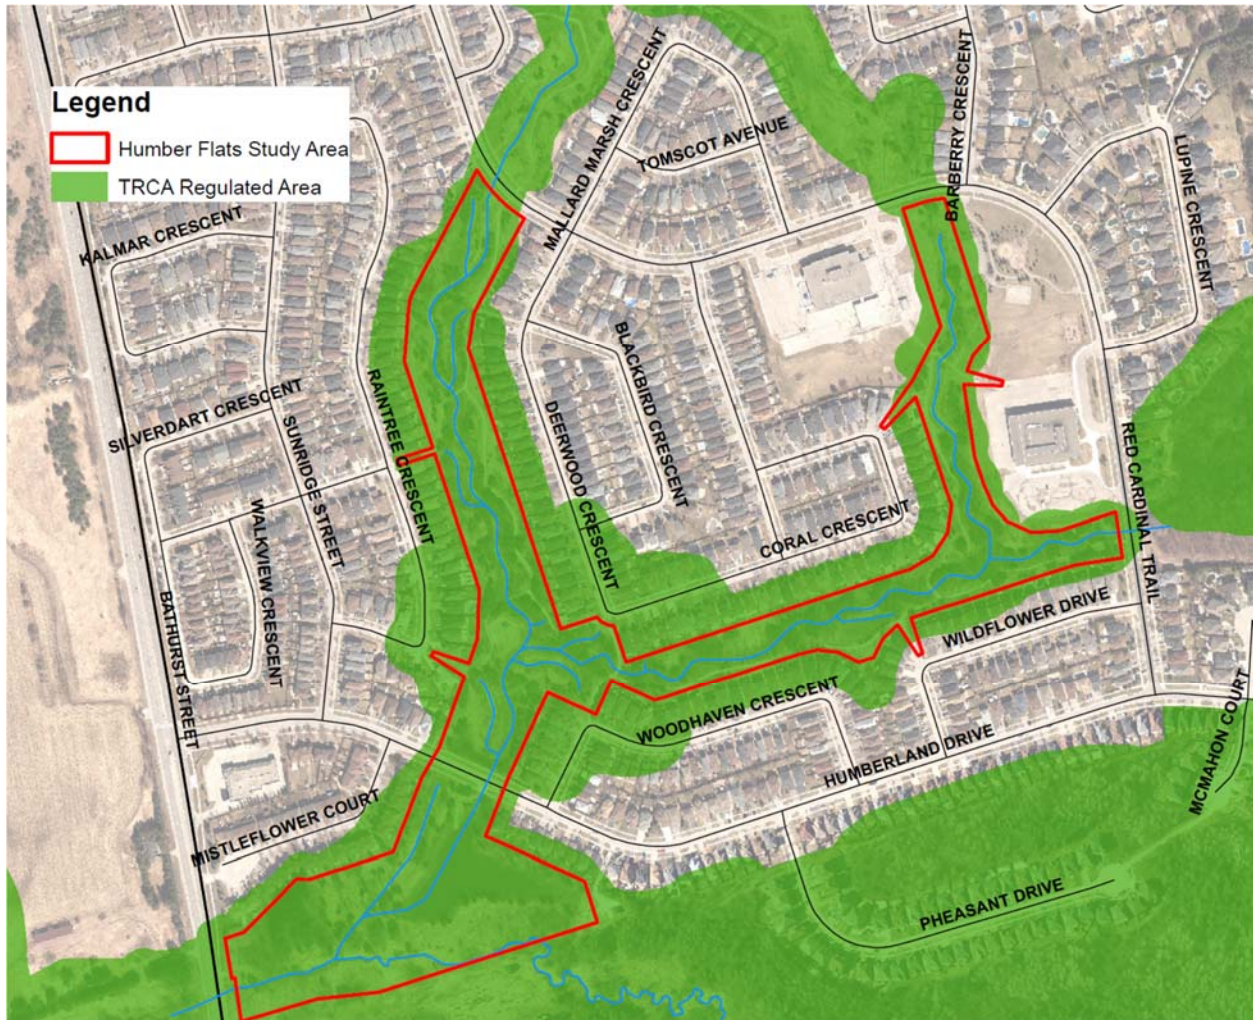 Legend
Humber Flats Study Area
TRCA Regulated Area
MALLARD MARSH CRESCENT
TOMSCOT AVENUE
BARBERRY CRESCENT
LUPINE CRESCENT
KALMAR CRESCENT
SILVERDART CRESCENT
SUNRIDGE STREET
RAINTREE CRESCENT
DEERWOOD CRESCENT
BLACKBIRD CRESCENT
CORAL CRESCENT
RED CARDINAL TRAIL
WALKVIEW CRESCENT
BATHURST STREET
WILDFLOWER DRIVE
WOODHAVEN CRESCENT
HUMBERLAND DRIVE
MCMAHON COURT
MISTLEFLOWER COURT
PHEASANT DRIVE